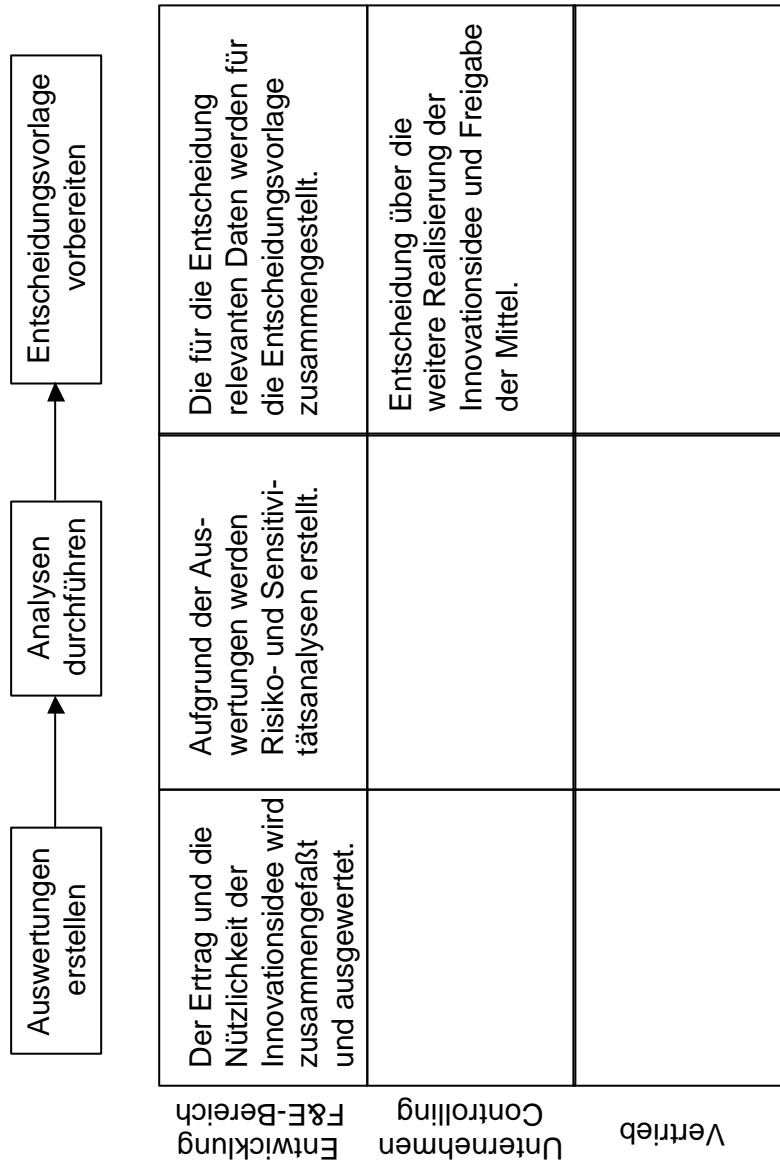 Auswertungen
erstellen
Analysen
durchführen
Entscheidungsvorlage
vorbereiten
Entwicklung
F&E-Bereich
Der Ertrag und die
Nützlichkeit der
Innovationsidee wird
zusammengefaßt
und ausgewertet.
Aufgrund der Aus-
wertungen werden
Risiko- und Sensitivi-
tätsanalysen erstellt.
Die für die Entscheidung
relevanten Daten werden für
die Entscheidungsvorlage
zusammengestellt.
Unternehmen
Controlling
Entscheidung über die
weitere Realisierung der
Innovationsidee und Freigabe
der Mittel.
Vertrieb